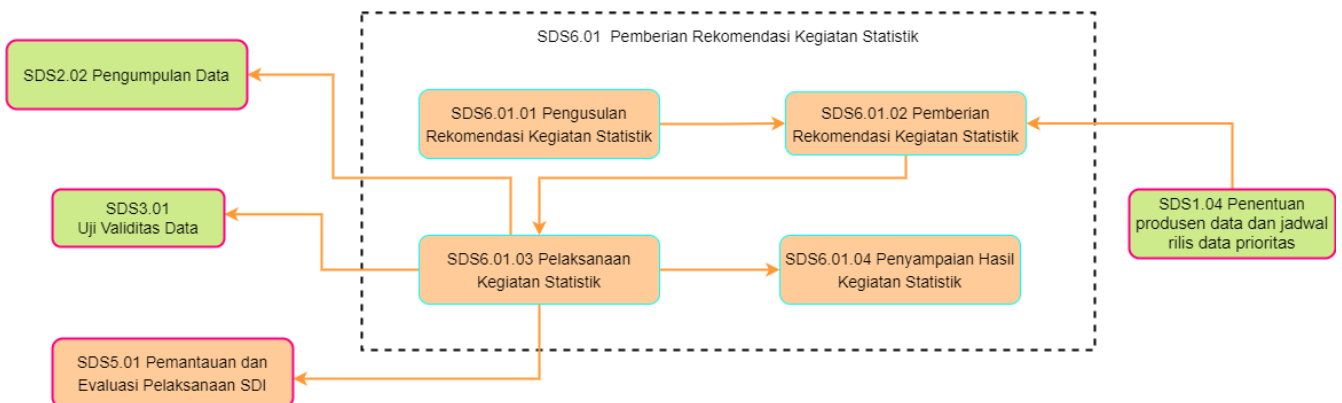 SDS6.01 Pemberian Rekomendasi Kegiatan Statistik
SDS2.02 Pengumpulan Data
SDS6.01.01 Pengusulan
Rekomendasi Kegiatan Statistik
SDS6.01.02 Pemberian
Rekomendasi Kegiatan Statistik
SDS3.01
Uji Validitas Data
SDS1.04 Penentuan
produsen data dan jadwal
rilis data prioritas
SDS6.01.03 Pelaksanaan
Kegiatan Statistik
SDS6.01.04 Penyampaian Hasil
Kegiatan Statistik
SDS5.01 Pemantauan dan
Evaluasi Pelaksanaan SDI